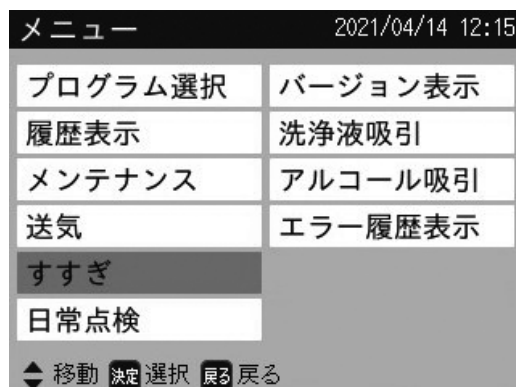 メニュー 2021/04/14 12:15
プログラム選択 バージョン表示
履歴表示 洗浄液吸引
メンテナンス アルコール吸引
送気 エラー履歴表示
すすぎ
日常点検
移動 決定 選択 戻る 戻る